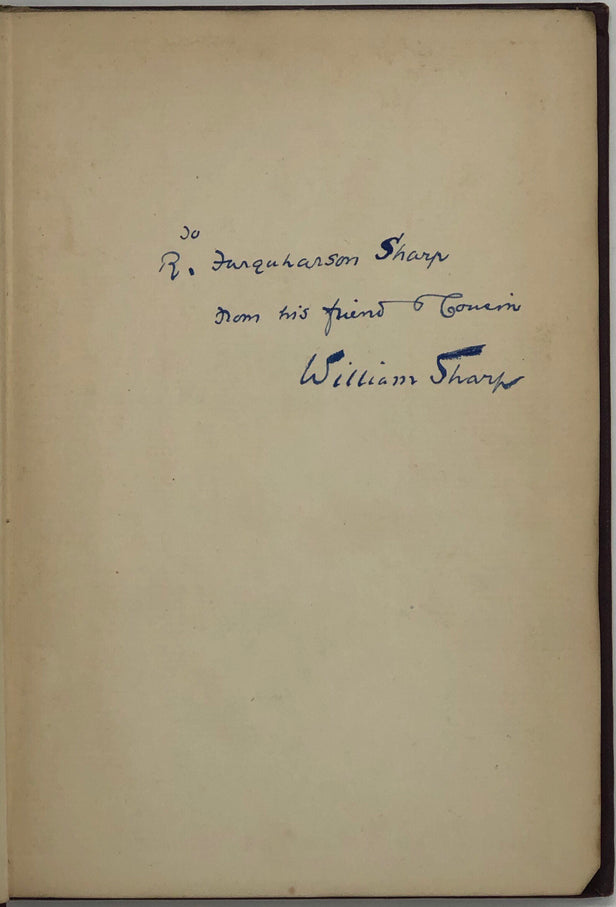 To
R. Farquharson Sharp
From his friend & Cousin
William Sharp